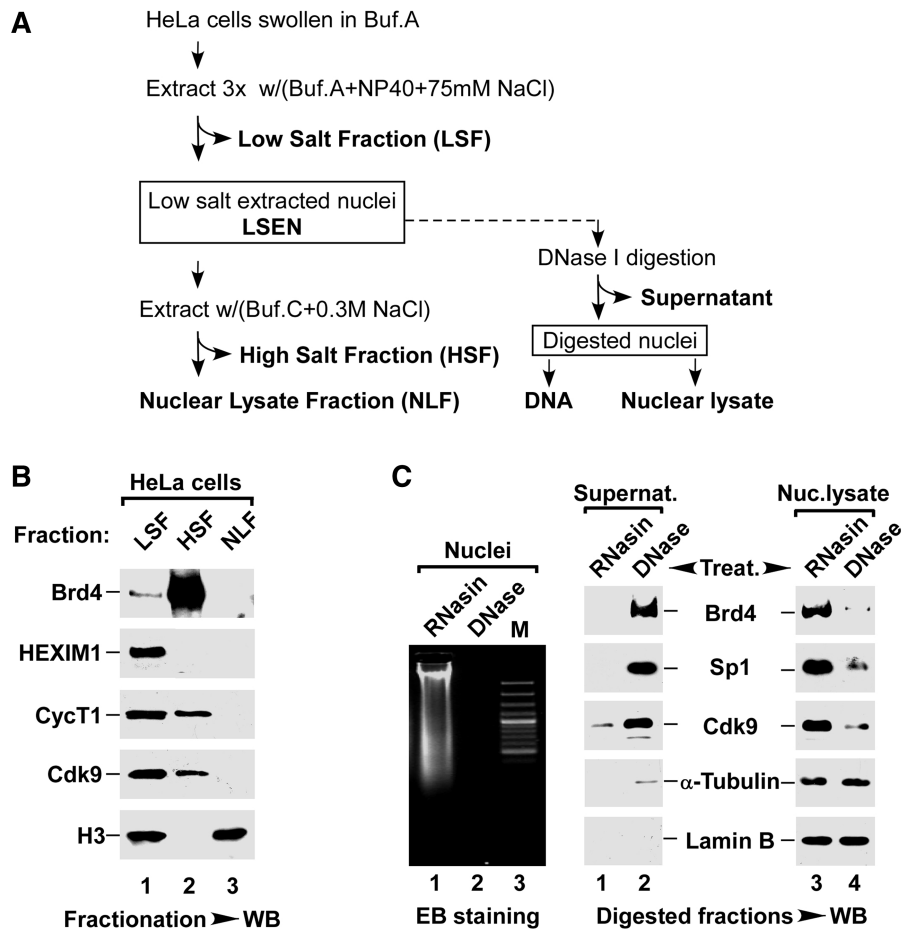 A
HeLa cells swollen in Buf.A
Extract 3x w/(Buf.A+NP40+75mM NaCl)
Low Salt Fraction (LSF)
Low salt extracted nuclei
LSEN
DNase I digestion
Extract w/(Buf.C+0.3M NaCl)
Supernatant
High Salt Fraction (HSF)
Digested nuclei
Nuclear Lysate Fraction (NLF)
DNA
Nuclear lysate
B
HeLa cells
Fraction:
LSF
HSF
NLF
Brd4
HEXIM1
CycT1
Cdk9
H3
1 2 3
Fractionation WB
C
Nuclei
RNasin
DNase
M
1 2 3
EB staining
Supernat.
Nuc.lysate
RNasin
DNase
Treat.
RNasin
DNase
Brd4
Sp1
Cdk9
α-Tubulin
Lamin B
1 2 3 4
Digested fractions WB